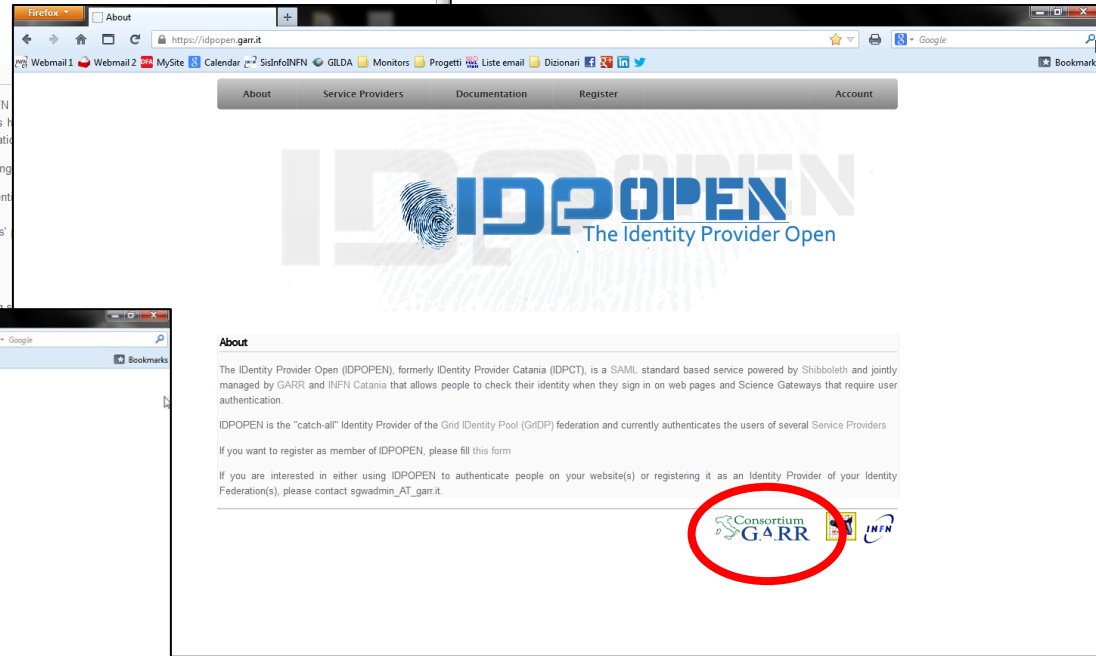 Firefox
About
https://idpopen.garr.it
Google
Webmail 1 Webmail 2 MySite Calendar SisInfoINFN GILDA Monitors Progetti Liste email Dizionari
Bookmark
About Service Providers Documentation Register Account
IDPOPEN
The Identity Provider Open
About
The IDentity Provider Open (IDPOPEN), formerly IDentity Provider Catania (IDPCT), is a SAML standard based service powered by Shibboleth and jointly
managed by GARR and INFN Catania that allows people to check their identity when they sign in on web pages and Science Gateways that require user
authentication.
IDPOPEN is the "catch-all" Identity Provider of the Grid IDentity Pool (GrIDP) federation and currently authenticates the users of several Service Providers
If you want to register as member of IDPOPEN, please fill this form
If you are interested in either using IDPOPEN to authenticate people on your website(s) or registering it as an Identity Provider of your Identity
Federation(s), please contact sgwadmin_AT_garr.it.
Consortium
GARR
INFN
Google
Bookmarks